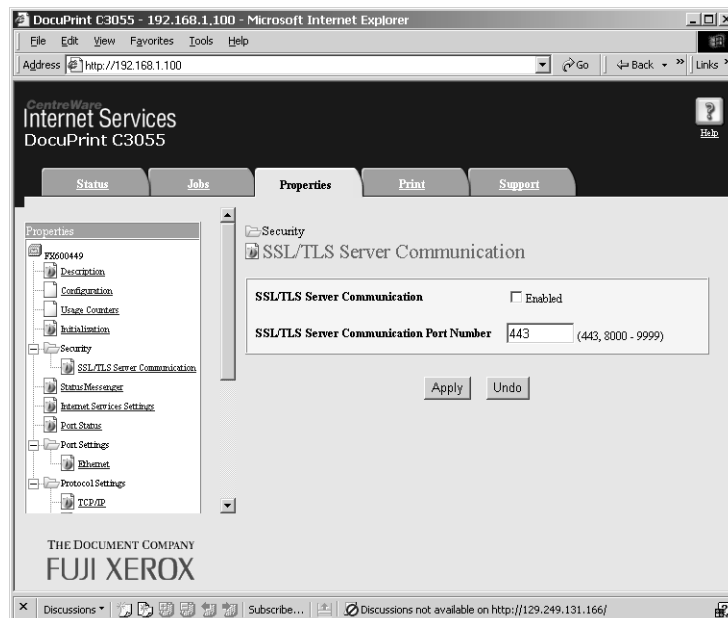 DocuPrint C3055 - 192.168.1.100 - Microsoft Internet Explorer
File Edit View Favorites Tools Help
Address http://192.168.1.100 Go Back » Links »
CentreWare
Internet Services
DocuPrint C3055
? Help
Status Jobs Properties Print Support
Properties
FX600449
Description
Configuration
Usage Counters
Initialization
Security
SSL/TLS Server Communication
Status Messenger
Internet Services Settings
Port Status
Port Settings
Ethernet
Protocol Settings
TCP/IP
Security
SSL/TLS Server Communication
SSL/TLS Server Communication Enabled
SSL/TLS Server Communication Port Number 443 (443, 8000 - 9999)
Apply Undo
THE DOCUMENT COMPANY
FUJI XEROX
× Discussions Subscribe... Discussions not available on http://129.249.131.166/